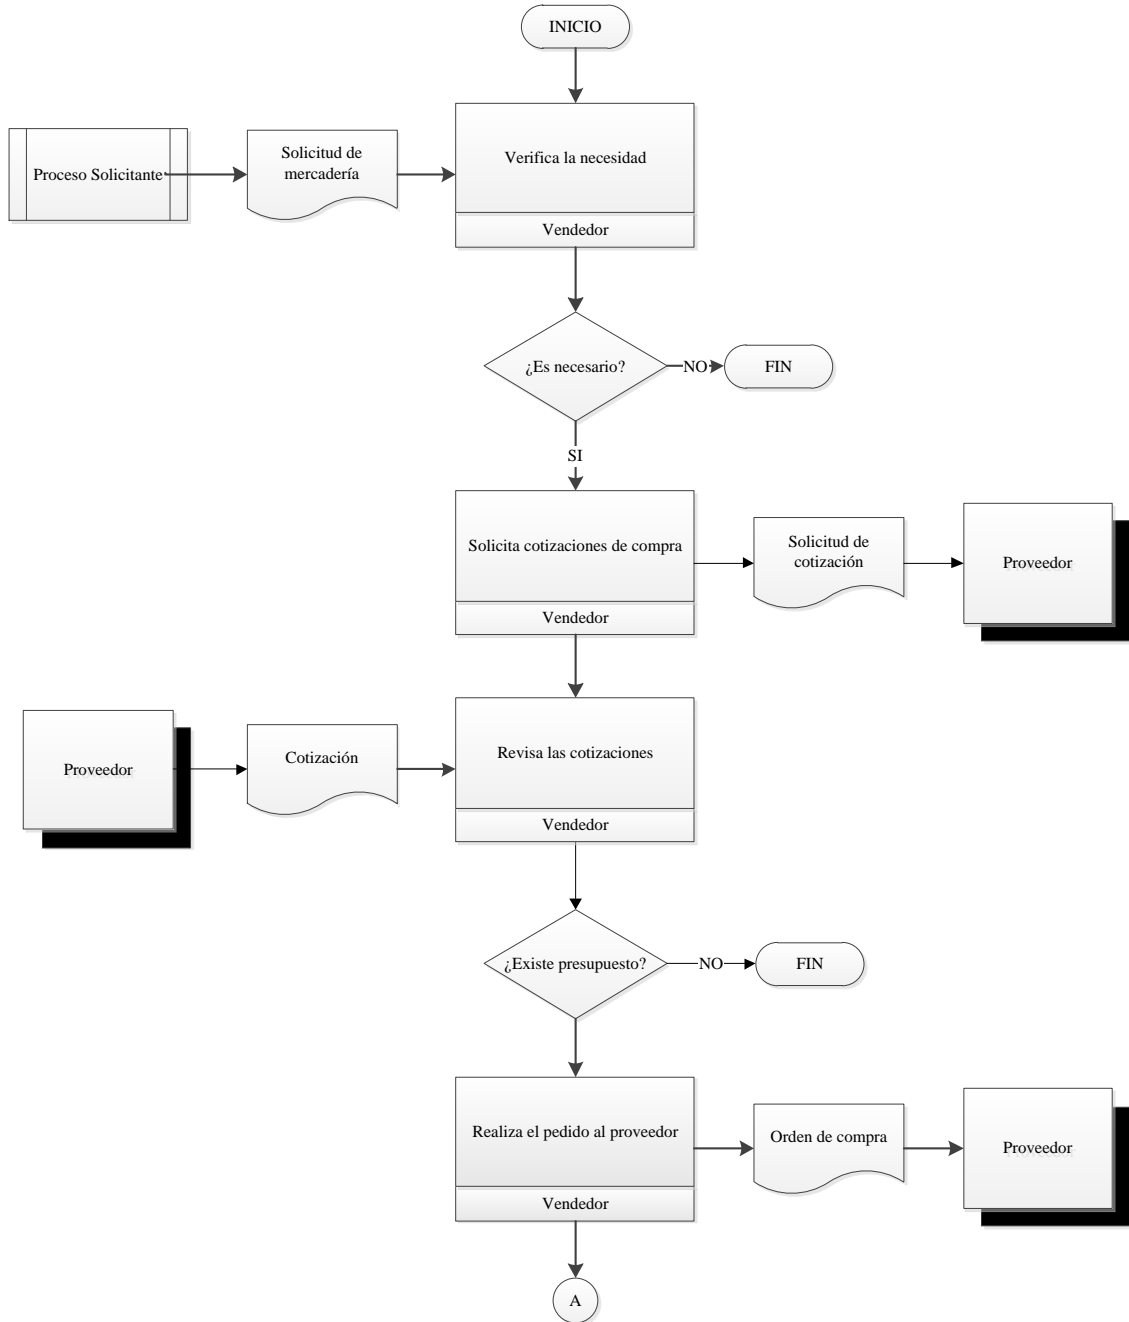 INICIO
Proceso Solicitante
Solicitud de
mercadería
Verifica la necesidad
Vendedor
¿Es necesario?
NO
FIN
SI
Solicita cotizaciones de compra
Vendedor
Solicitud de
cotización
Proveedor
Proveedor
Cotización
Revisa las cotizaciones
Vendedor
¿Existe presupuesto?
NO
FIN
Realiza el pedido al proveedor
Vendedor
Orden de compra
Proveedor
A